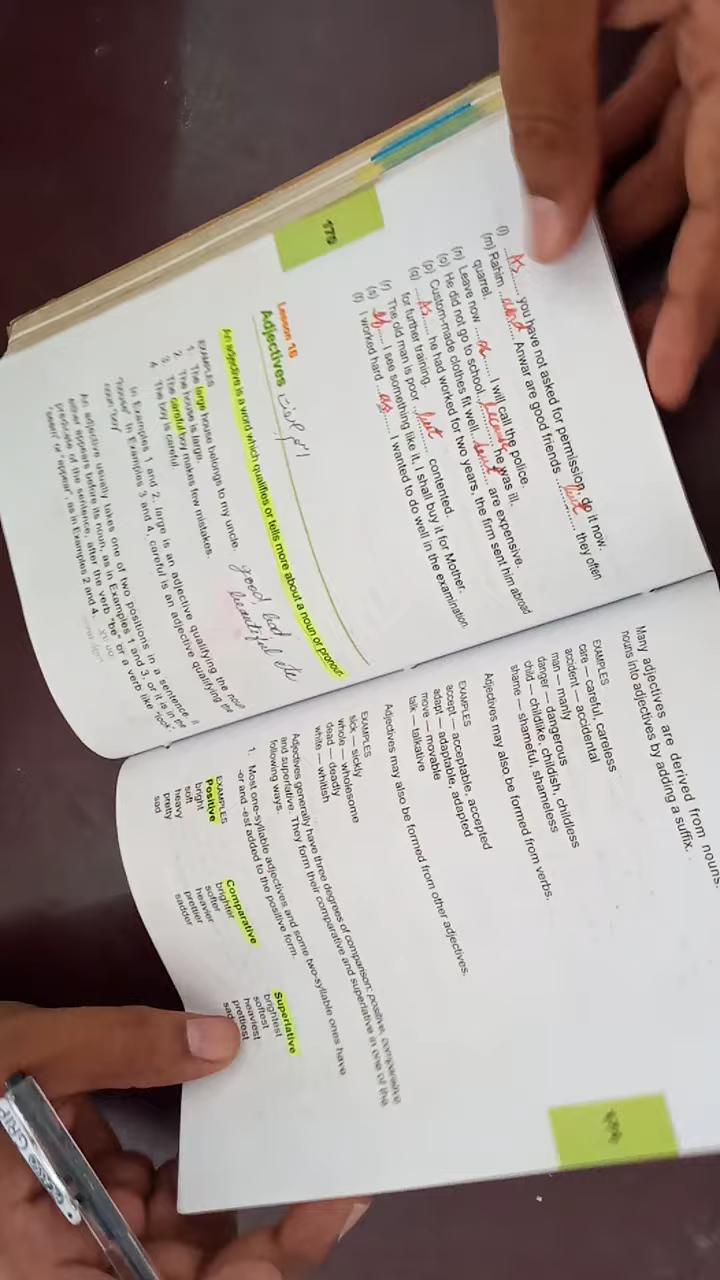 (l) ...As... you have not asked for permission, do it now.
(m) Rahim ...and... Anwar are good friends ...but... they often
quarrel.
(n) Leave now ...or... I will call the police.
(o) He did not go to school ...because... he was ill.
(p) Custom-made clothes fit well ...but... are expensive.
(q) ...As... he had worked for two years, the firm sent him abroad
for further training.
(r) The old man is poor ...but... contented.
(s) ...If... I see something like it, I shall buy it for Mother.
(t) I worked hard ...as... I wanted to do well in the examination.
Lesson 16
Adjectives
An adjective is a word which qualifies or tells more about a noun or pronoun.
good bad
beautiful etc
EXAMPLES
1. The large house belongs to my uncle.
2. The house is large.
3. The careful boy makes few mistakes.
4. The boy is careful.
In Examples 1 and 2, large is an adjective qualifying the noun
"house". In Examples 3 and 4, careful is an adjective qualifying the
noun boy.
An adjective usually takes one of two positions in a sentence. It
either appears before its noun, as in Examples 1 and 3, or it is in the
predicate of the sentence, after the verb "be" or a verb like "look"
"seem" or "appear", as in Examples 2 and 4.
175
Many adjectives are derived from nouns.
nouns into adjectives by adding a suffix.
EXAMPLES
care — careful, careless
accident — accidental
man — manly
danger — dangerous
child — childlike, childish, childless
shame — shameful, shameless
Adjectives may also be formed from verbs.
EXAMPLES
accept — acceptable, accepted
adapt — adaptable, adapted
move — movable
talk — talkative
Adjectives may also be formed from other adjectives.
EXAMPLES
sick — sickly
whole — wholesome
dead — deadly
white — whitish
Adjectives generally have three degrees of comparison: positive, comparative
and superlative. They form their comparative and superlative in one of the
following ways.
1. Most one-syllable adjectives and some two-syllable ones have
-or and -est added to the positive form.
EXAMPLES
Positive Comparative Superlative
bright brighter brightest
soft softer softest
heavy heavier heaviest
pretty prettier prettiest
sad sadder sad